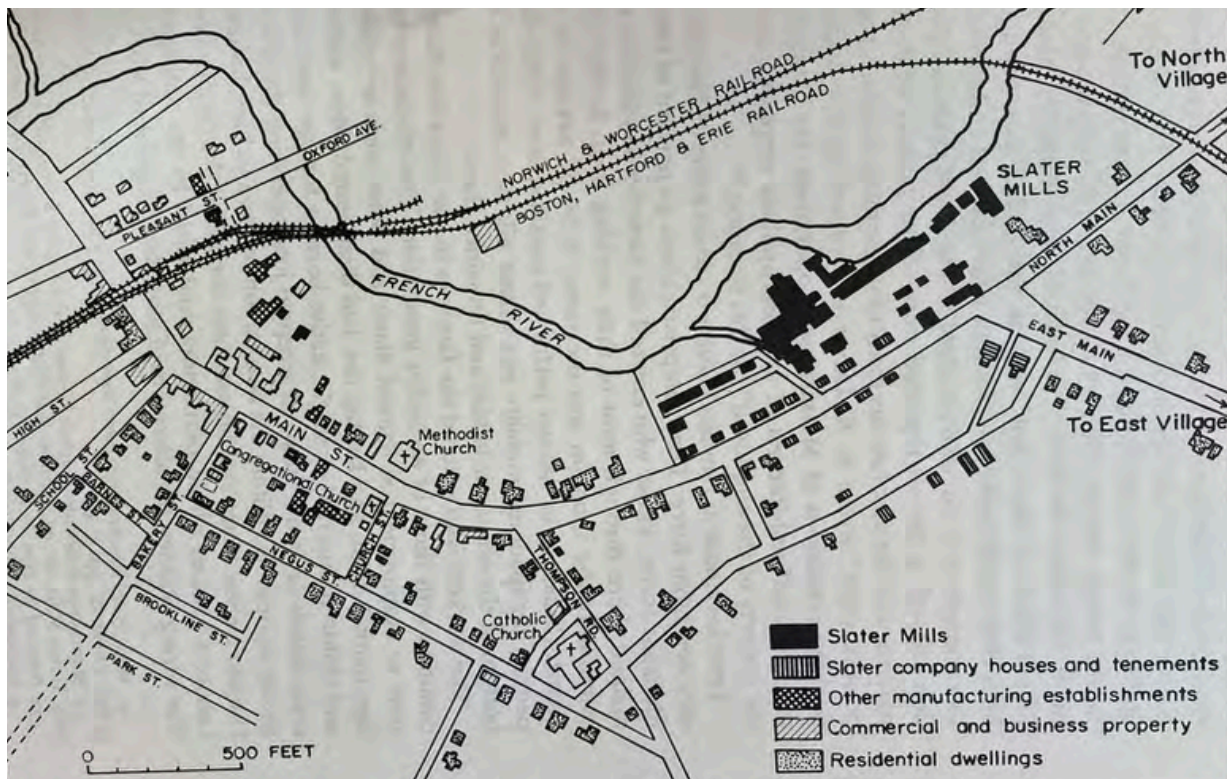 To North
Village
NORWICH & WORCESTER RAILROAD
BOSTON, HARTFORD & ERIE RAILROAD
OXFORD AVE.
PLEASANT ST.
SLATER
MILLS
NORTH MAIN
FRENCH RIVER
EAST MAIN
To East Village
HIGH ST.
MAIN ST.
Methodist
Church
Congregational Church
SCHOOL ST.
BARNES ST.
BAKERY ST.
NEGUS ST.
CHURCH ST.
THOMPSON RD.
BROOKLINE ST.
Catholic
Church
PARK ST.
Slater Mills
Slater company houses and tenements
Other manufacturing establishments
Commercial and business property
Residential dwellings
0 500 FEET